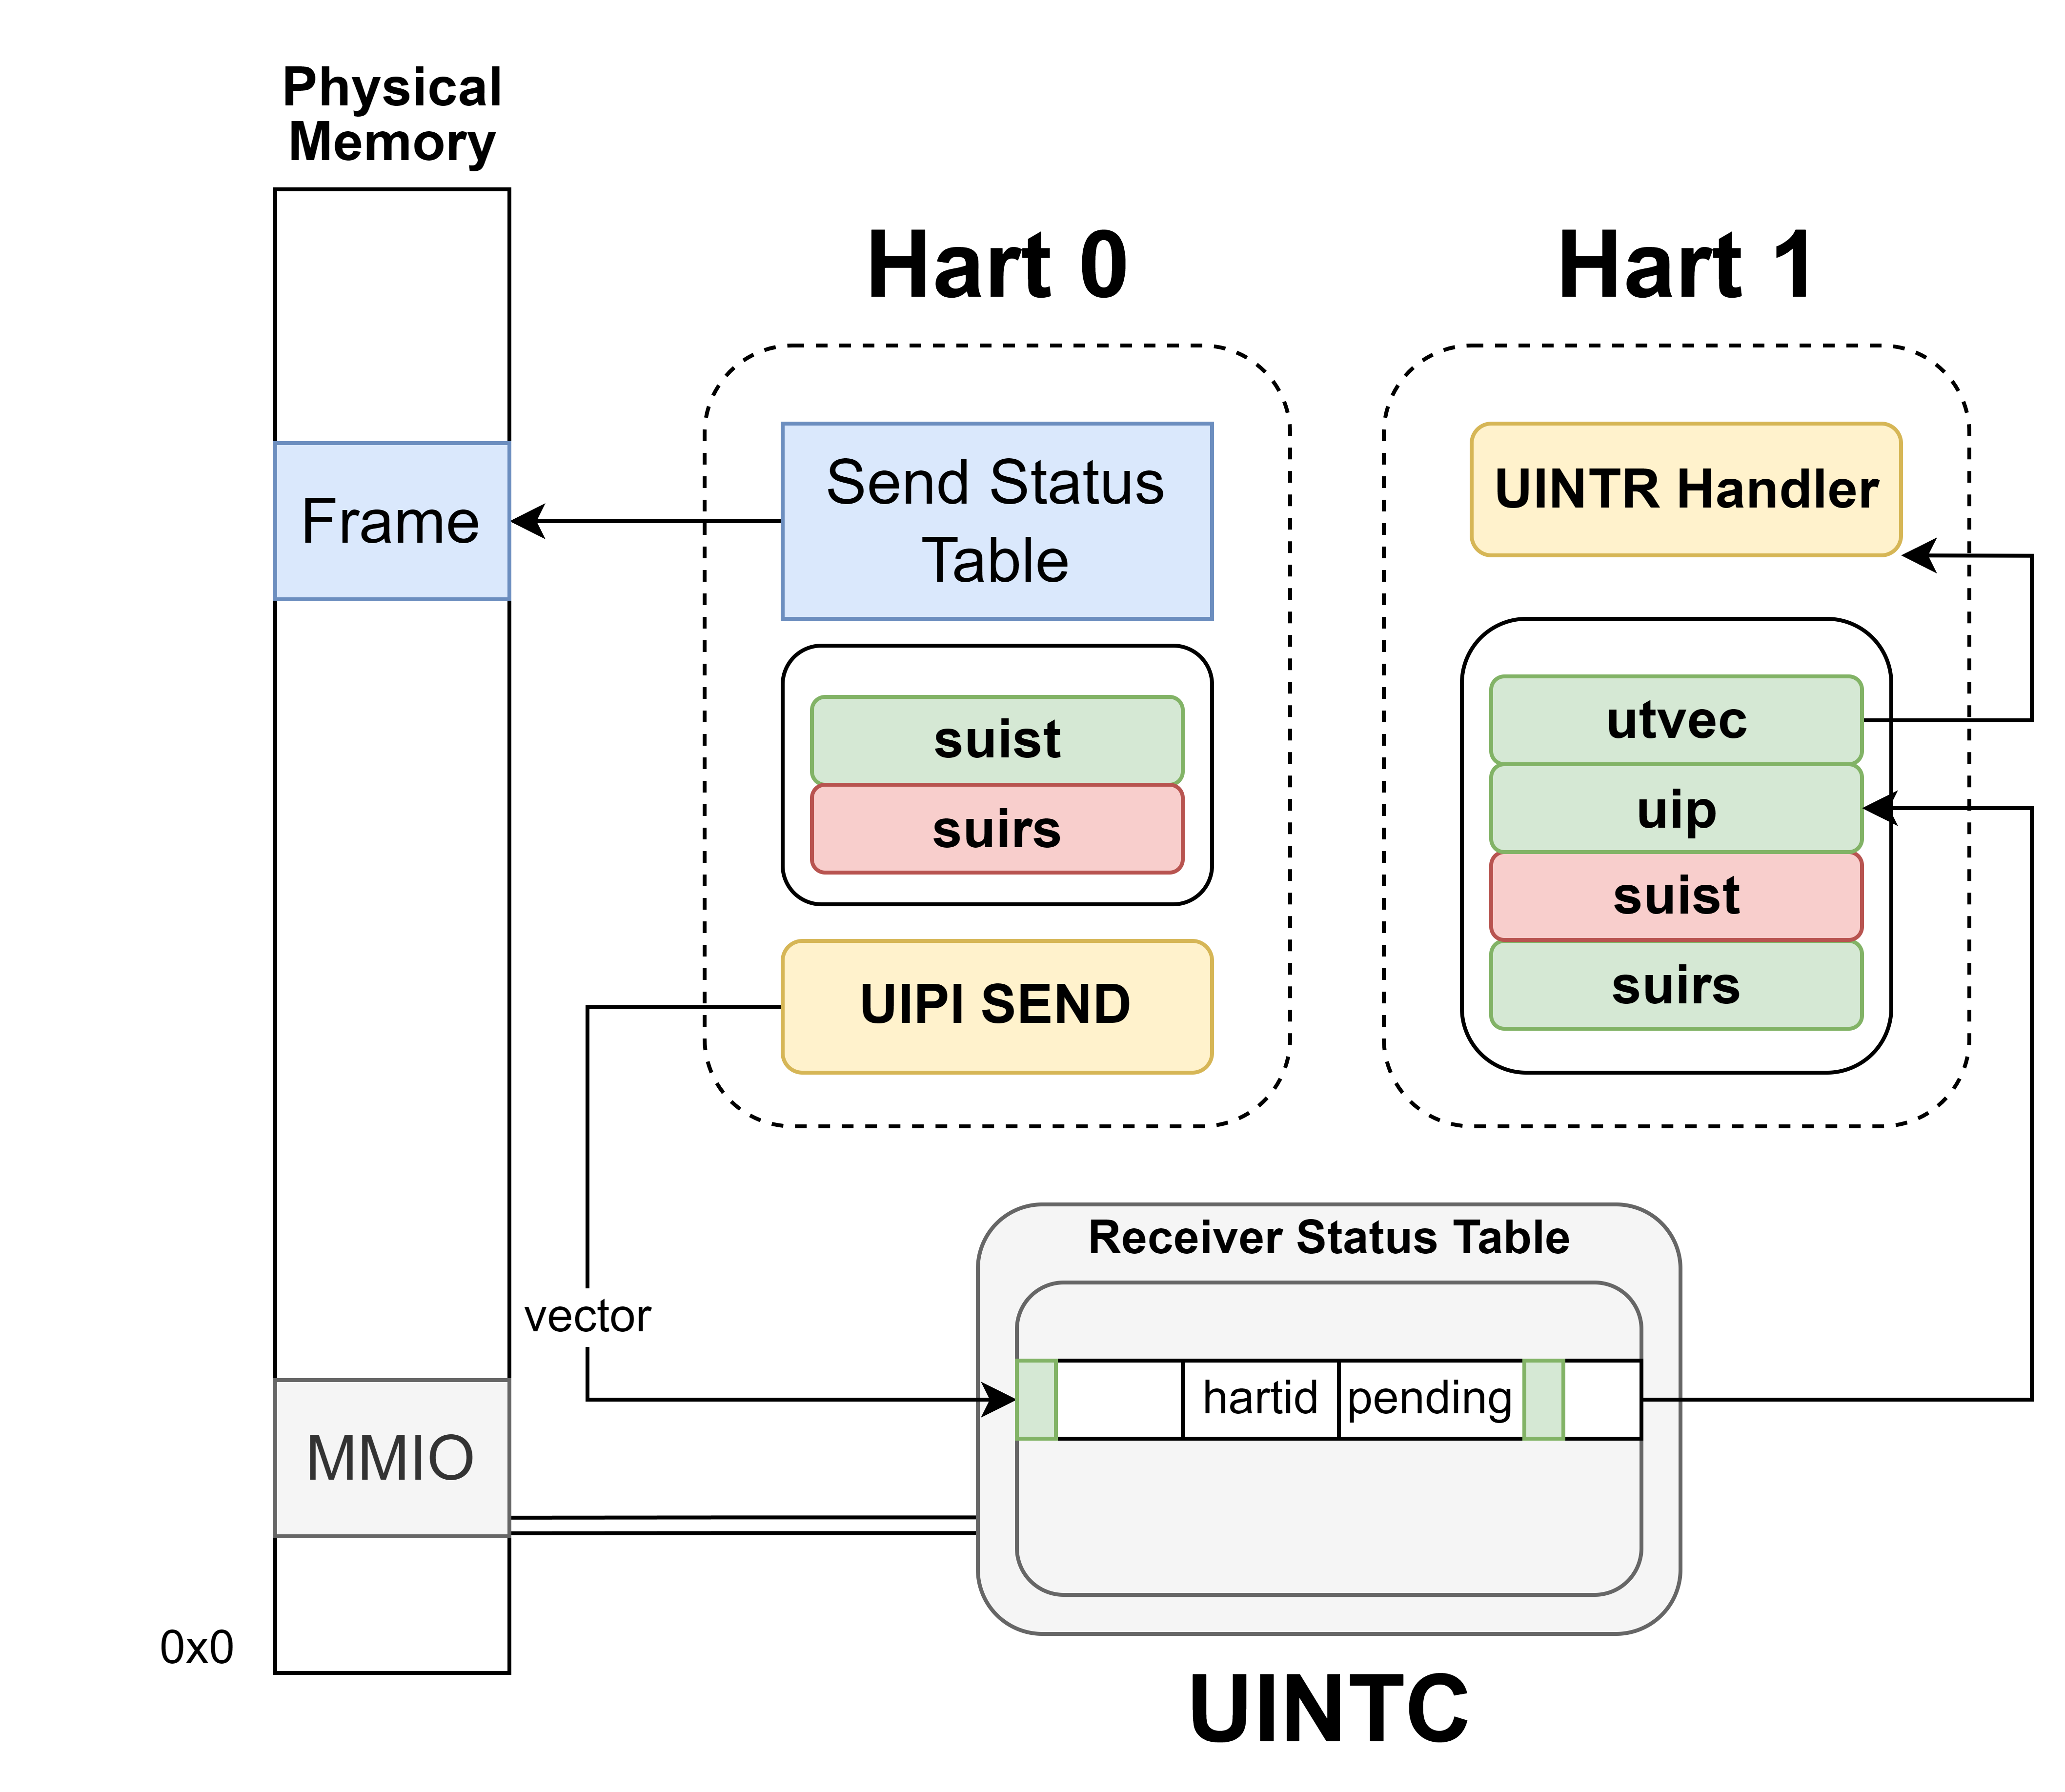 Physical
Memory
Frame
MMIO
0x0
Hart 0
Send Status
Table
suist
suirs
UIPI SEND
vector
Hart 1
UINTR Handler
utvec
uip
suist
suirs
Receiver Status Table
hartid
pending
UINTC